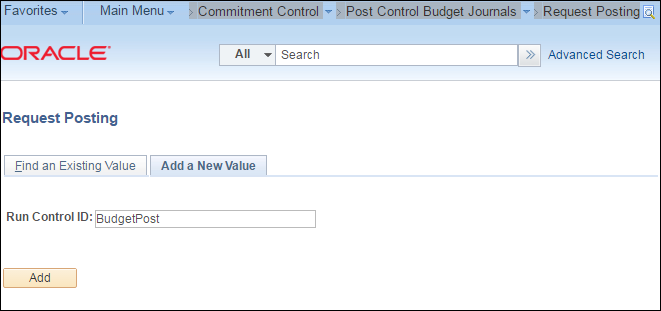 Favorites Main Menu > Commitment Control > Post Control Budget Journals > Request Posting
ORACLE All Search » Advanced Search
Request Posting
Find an Existing Value Add a New Value
Run Control ID: BudgetPost
Add